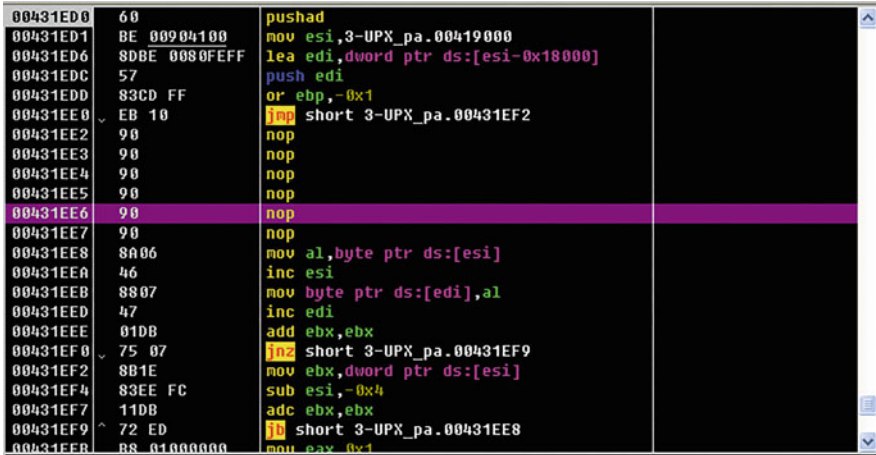 00431ED0 60 pushad
00431ED1 BE 00904100 mov esi,3-UPX_pa.00419000
00431ED6 8DBE 0080FEFF lea edi,dword ptr ds:[esi-0x18000]
00431EDC 57 push edi
00431EDD 83CD FF or ebp,-0x1
00431EE0 EB 10 jmp short 3-UPX_pa.00431EF2
00431EE2 90 nop
00431EE3 90 nop
00431EE4 90 nop
00431EE5 90 nop
00431EE6 90 nop
00431EE7 90 nop
00431EE8 8A06 mov al,byte ptr ds:[esi]
00431EEA 46 inc esi
00431EEB 8807 mov byte ptr ds:[edi],al
00431EED 47 inc edi
00431EEE 01DB add ebx,ebx
00431EF0 75 07 jnz short 3-UPX_pa.00431EF9
00431EF2 8B1E mov ebx,dword ptr ds:[esi]
00431EF4 83EE FC sub esi,-0x4
00431EF7 11DB adc ebx,ebx
00431EF9 72 ED jb short 3-UPX_pa.00431EE8
00431EFB B8 01000000 mov eax,0x1